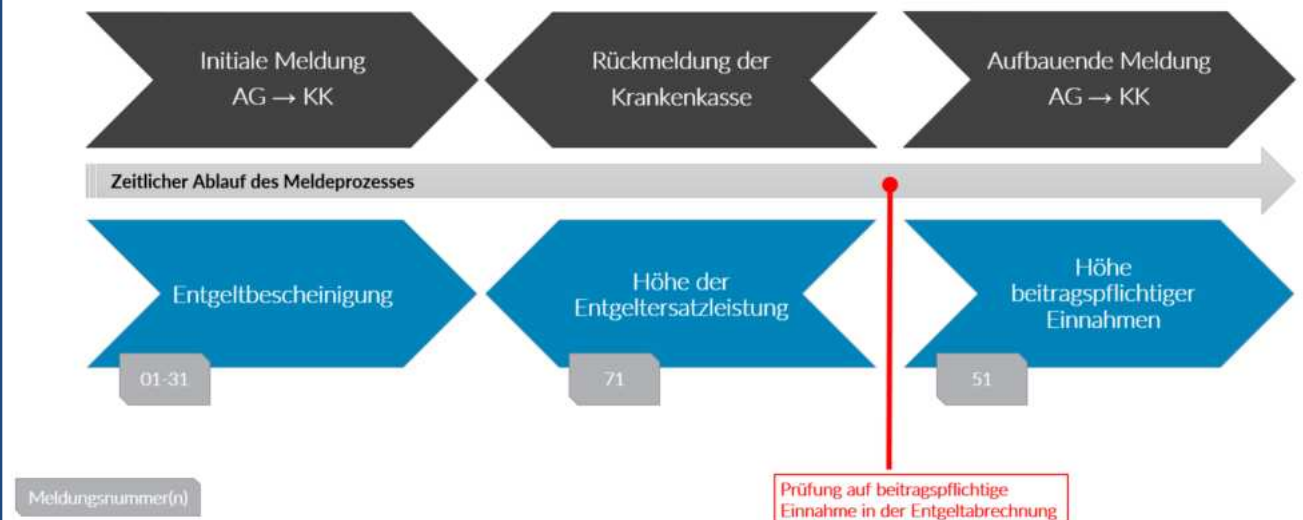 Initiale Meldung
AG → KK
Rückmeldung der
Krankenkasse
Aufbauende Meldung
AG → KK
Zeitlicher Ablauf des Meldeprozesses
Entgeltbescheinigung
Höhe der
Entgeltersatzleistung
Höhe
beitragspflichtiger
Einnahmen
01-31
71
51
Meldungsnummer(n)
Prüfung auf beitragspflichtige
Einnahme in der Entgeltabrechnung